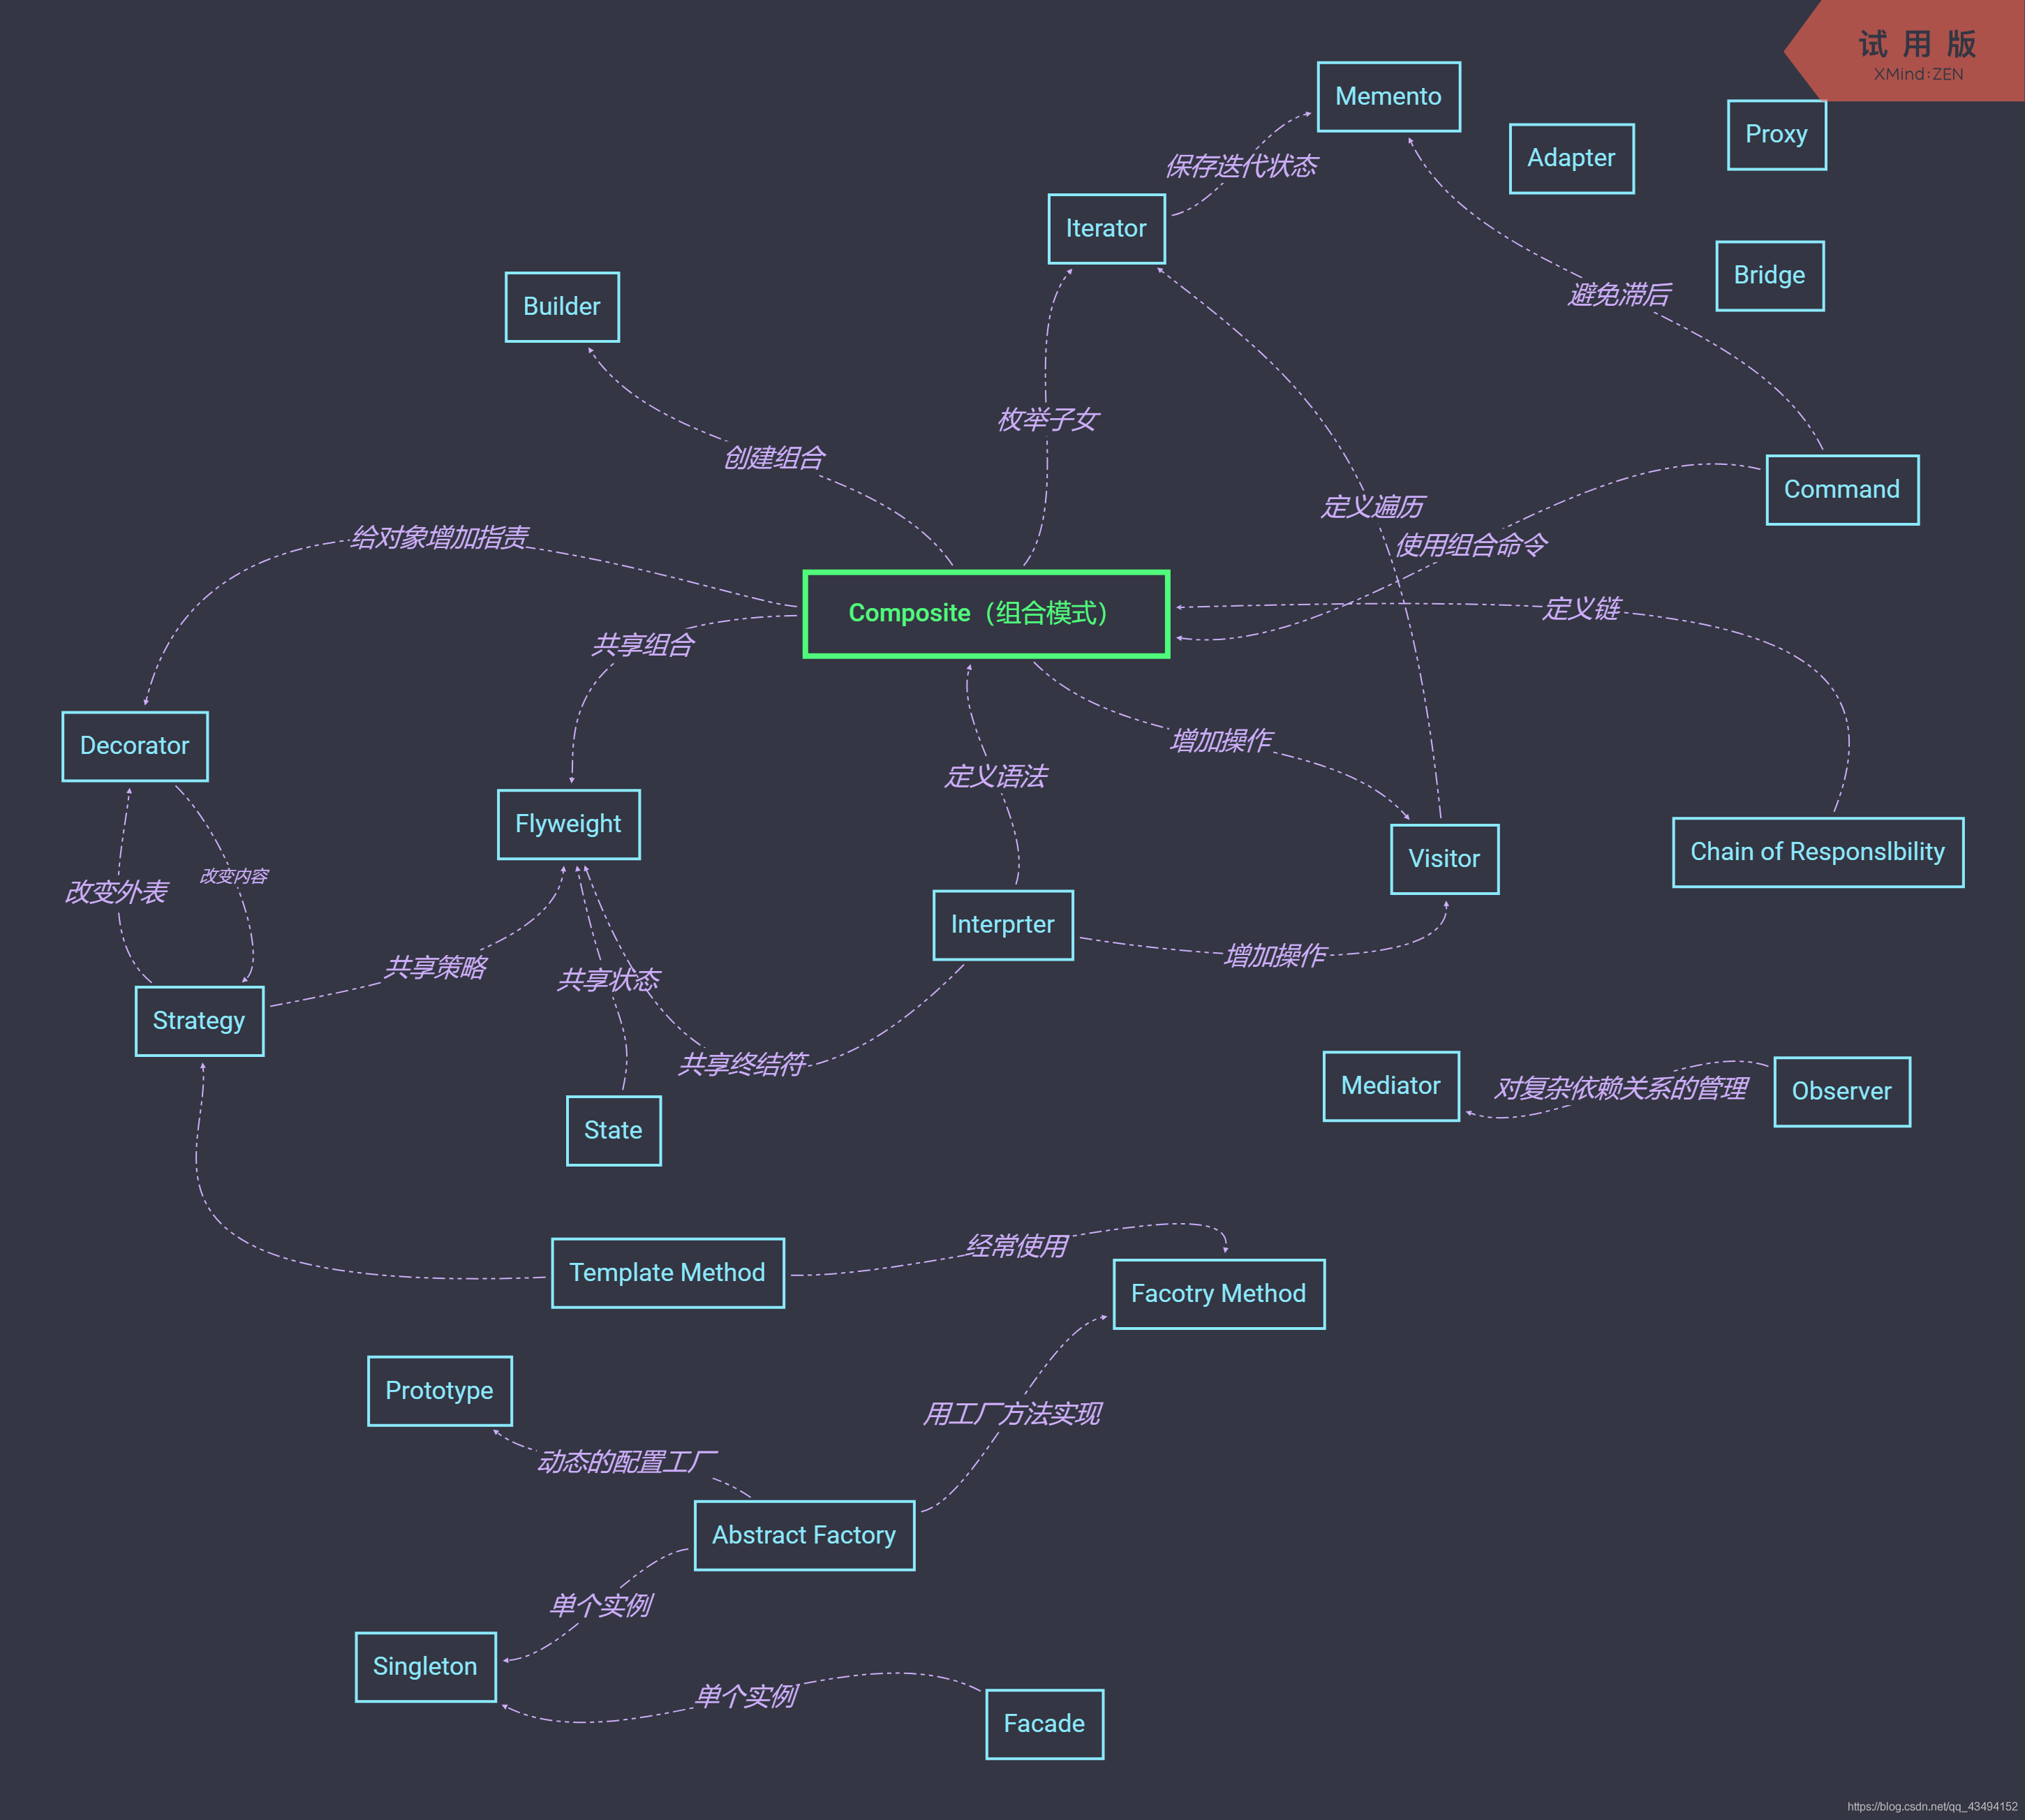 试用版
XMind:ZEN
Memento
Proxy
Adapter
保存迭代状态
Iterator
Bridge
避免滞后
Builder
枚举子女
创建组合
Command
定义遍历
给对象增加指责
使用组合命令
Composite（组合模式）
定义链
共享组合
Decorator
增加操作
定义语法
Flyweight
Visitor
Chain of Responslbility
改变外表
改变内容
Interprter
增加操作
共享策略
共享状态
Strategy
共享终结符
Mediator
对复杂依赖关系的管理
Observer
State
经常使用
Template Method
Facotry Method
Prototype
用工厂方法实现
动态的配置工厂
Abstract Factory
单个实例
Singleton
单个实例
Facade
https://blog.csdn.net/qq_43494152